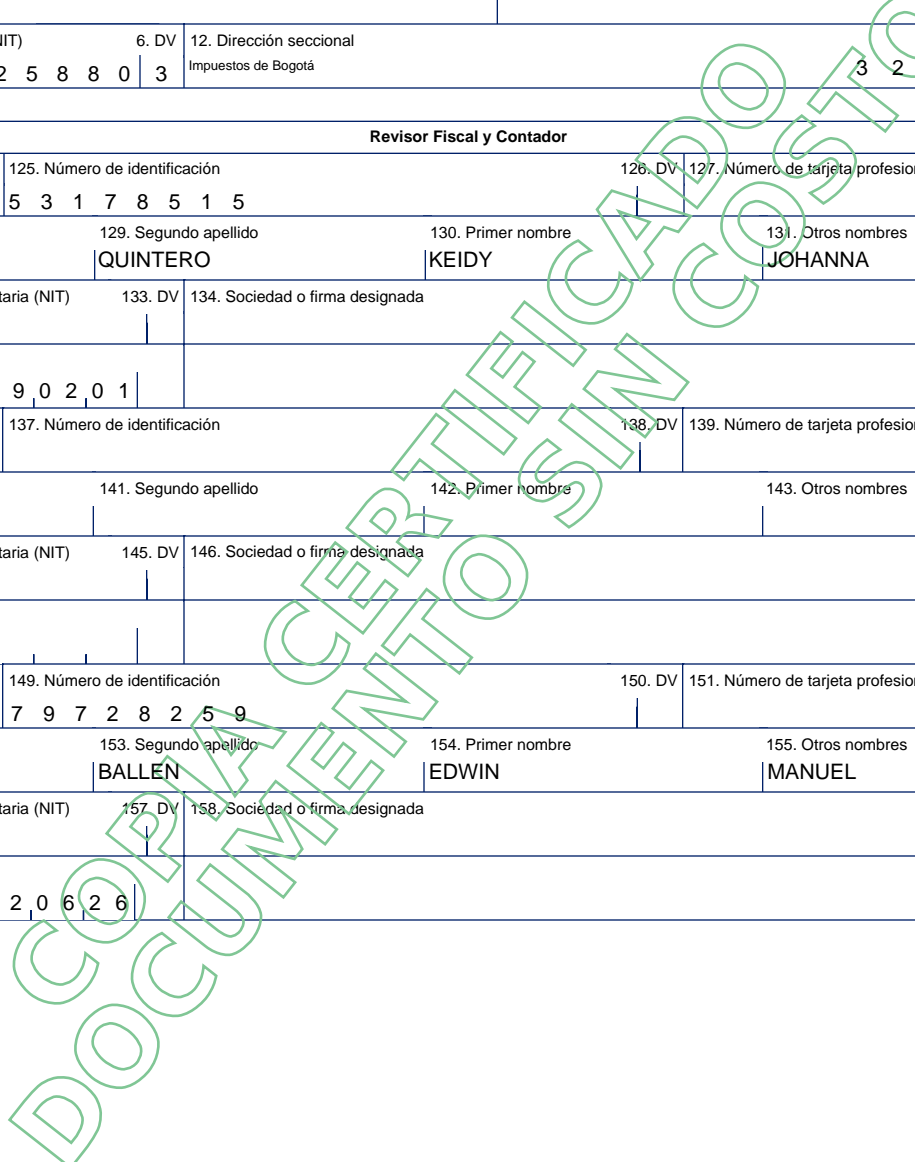 IIT) 6. DV 12. Dirección seccional
2 5 8 8 0 3 Impuestos de Bogotá 3 2
Revisor Fiscal y Contador
125. Número de identificación 126. DV 127. Número de tarjeta profesion
5 3 1 7 8 5 1 5
129. Segundo apellido 130. Primer nombre 131. Otros nombres
QUINTERO KEIDY JOHANNA
taria (NIT) 133. DV 134. Sociedad o firma designada
9 0 2 0 1
137. Número de identificación 138. DV 139. Número de tarjeta profesion
141. Segundo apellido 142. Primer nombre 143. Otros nombres
taria (NIT) 145. DV 146. Sociedad o firma designada
149. Número de identificación 150. DV 151. Número de tarjeta profesion
7 9 7 2 8 2 5 9
153. Segundo apellido 154. Primer nombre 155. Otros nombres
BALLEN EDWIN MANUEL
taria (NIT) 157. DV 158. Sociedad o firma designada
2 0 6 2 6
COPIA CERTIFICADO
DOCUMENTO SIN COSTO